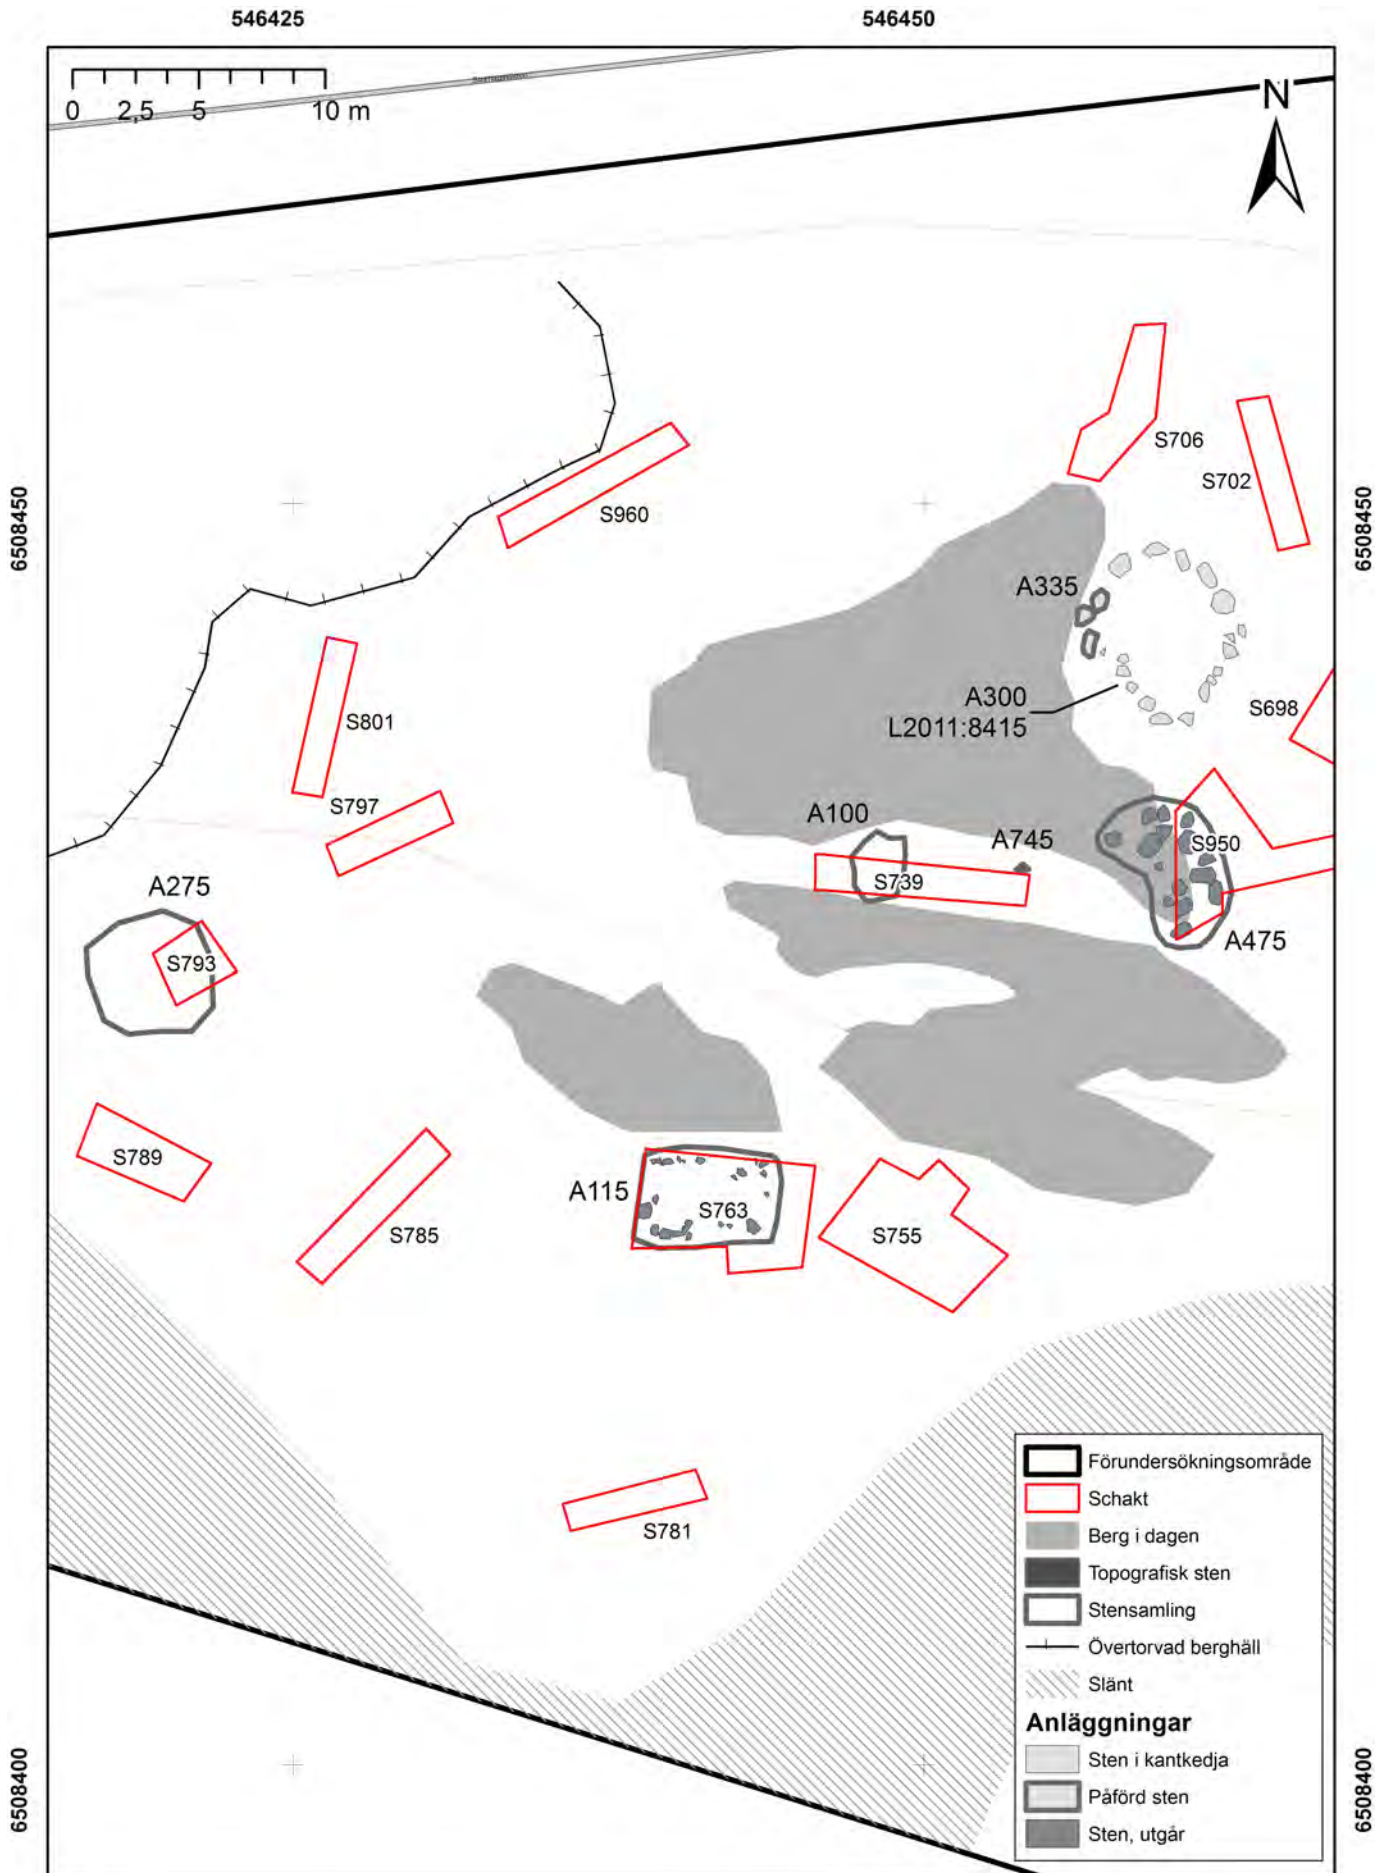 546425
546450
0 2,5 5 10 m
N
S706
S702
6508450
6508450
S960
A335
A300
L2011:8415
S698
S801
S797
A100
A745
S950
S739
A275
S793
A475
S789
A115
S763
S785
S755
Förundersökningsområde
Schakt
Berg i dagen
Topografisk sten
Stensamling
Övertorvad berghäll
Slänt
Anläggningar
Sten i kantkedja
Påförd sten
Sten, utgår
S781
6508400
6508400